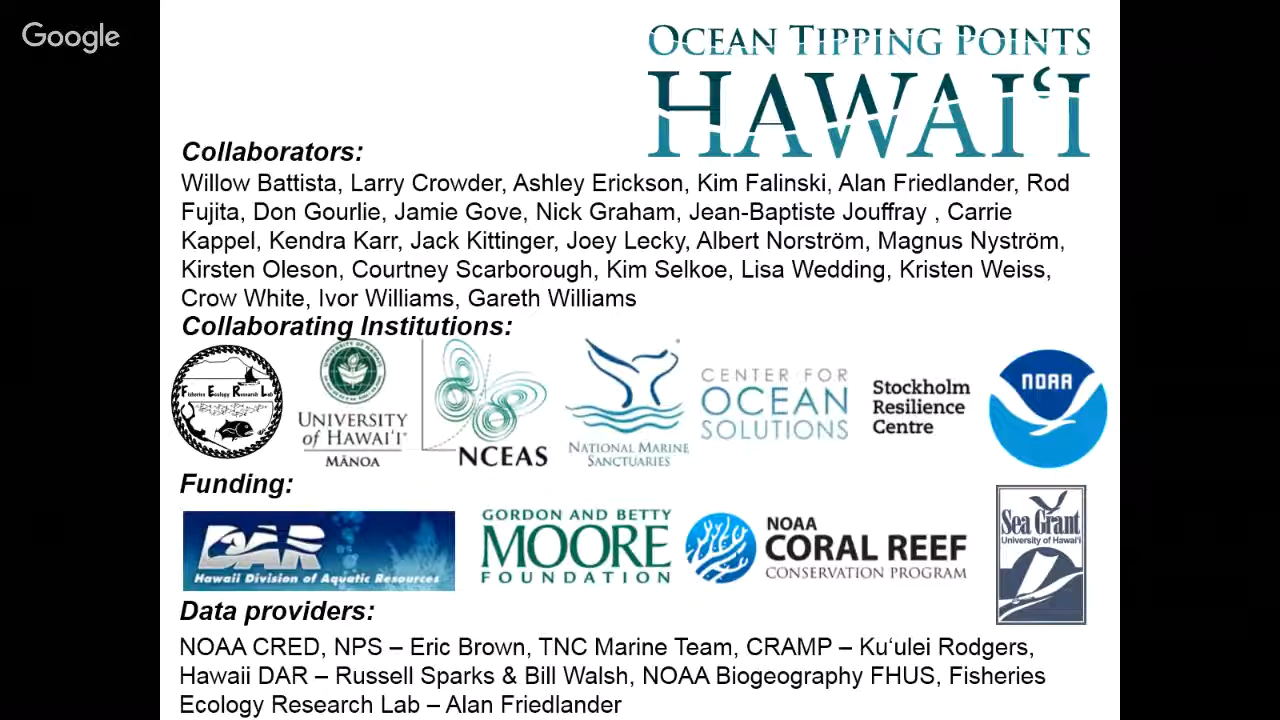 Google
OCEAN TIPPING POINTS
HAWAIʻI
Collaborators:
Willow Battista, Larry Crowder, Ashley Erickson, Kim Falinski, Alan Friedlander, Rod
Fujita, Don Gourlie, Jamie Gove, Nick Graham, Jean-Baptiste Jouffray , Carrie
Kappel, Kendra Karr, Jack Kittinger, Joey Lecky, Albert Norström, Magnus Nyström,
Kirsten Oleson, Courtney Scarborough, Kim Selkoe, Lisa Wedding, Kristen Weiss,
Crow White, Ivor Williams, Gareth Williams
Collaborating Institutions:
Fisheries Ecology Research Lab
UNIVERSITY
of HAWAIʻI®
MĀNOA
NCEAS
NATIONAL MARINE
SANCTUARIES
CENTER FOR
OCEAN
SOLUTIONS
Stockholm
Resilience
Centre
NOAA
Funding:
DAR
Hawaii Division of Aquatic Resources
GORDON AND BETTY
MOORE
FOUNDATION
NOAA
CORAL REEF
CONSERVATION PROGRAM
Sea Grant
University of Hawaiʻi
Data providers:
NOAA CRED, NPS – Eric Brown, TNC Marine Team, CRAMP – Kuʻulei Rodgers,
Hawaii DAR – Russell Sparks & Bill Walsh, NOAA Biogeography FHUS, Fisheries
Ecology Research Lab – Alan Friedlander